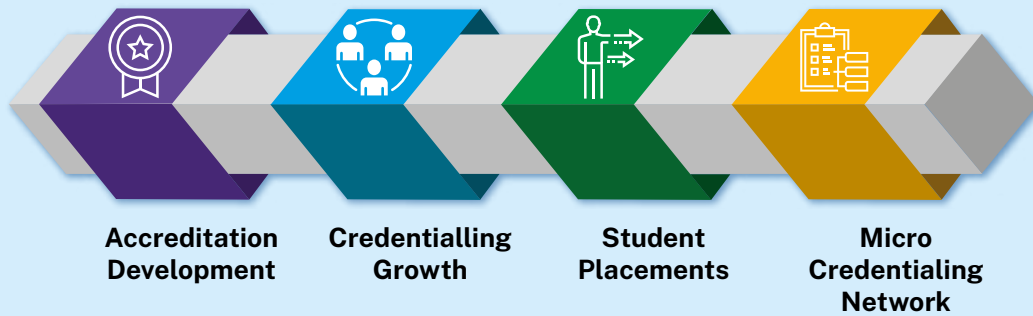 Accreditation
Development
Credentialling
Growth
Student
Placements
Micro
Credentialing
Network